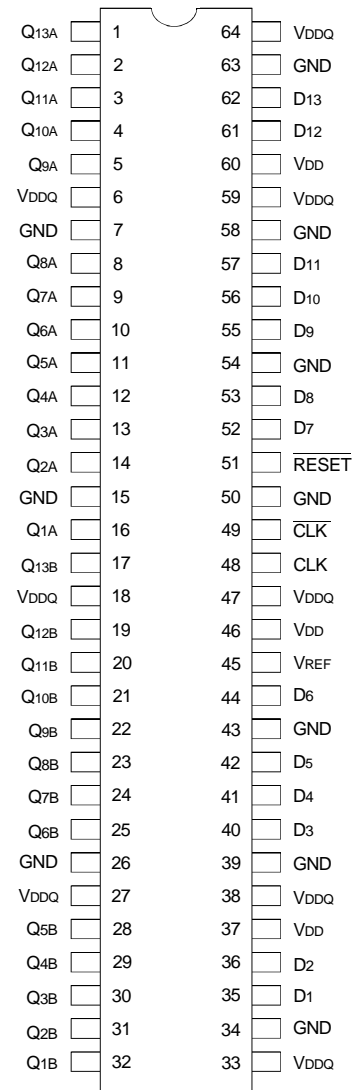 Q13A 1 64 VDDQ
Q12A 2 63 GND
Q11A 3 62 D13
Q10A 4 61 D12
Q9A 5 60 VDD
VDDQ 6 59 VDDQ
GND 7 58 GND
Q8A 8 57 D11
Q7A 9 56 D10
Q6A 10 55 D9
Q5A 11 54 GND
Q4A 12 53 D8
Q3A 13 52 D7
Q2A 14 51 RESET
GND 15 50 GND
Q1A 16 49 CLK
Q13B 17 48 CLK
VDDQ 18 47 VDDQ
Q12B 19 46 VDD
Q11B 20 45 VREF
Q10B 21 44 D6
Q9B 22 43 GND
Q8B 23 42 D5
Q7B 24 41 D4
Q6B 25 40 D3
GND 26 39 GND
VDDQ 27 38 VDDQ
Q5B 28 37 VDD
Q4B 29 36 D2
Q3B 30 35 D1
Q2B 31 34 GND
Q1B 32 33 VDDQ